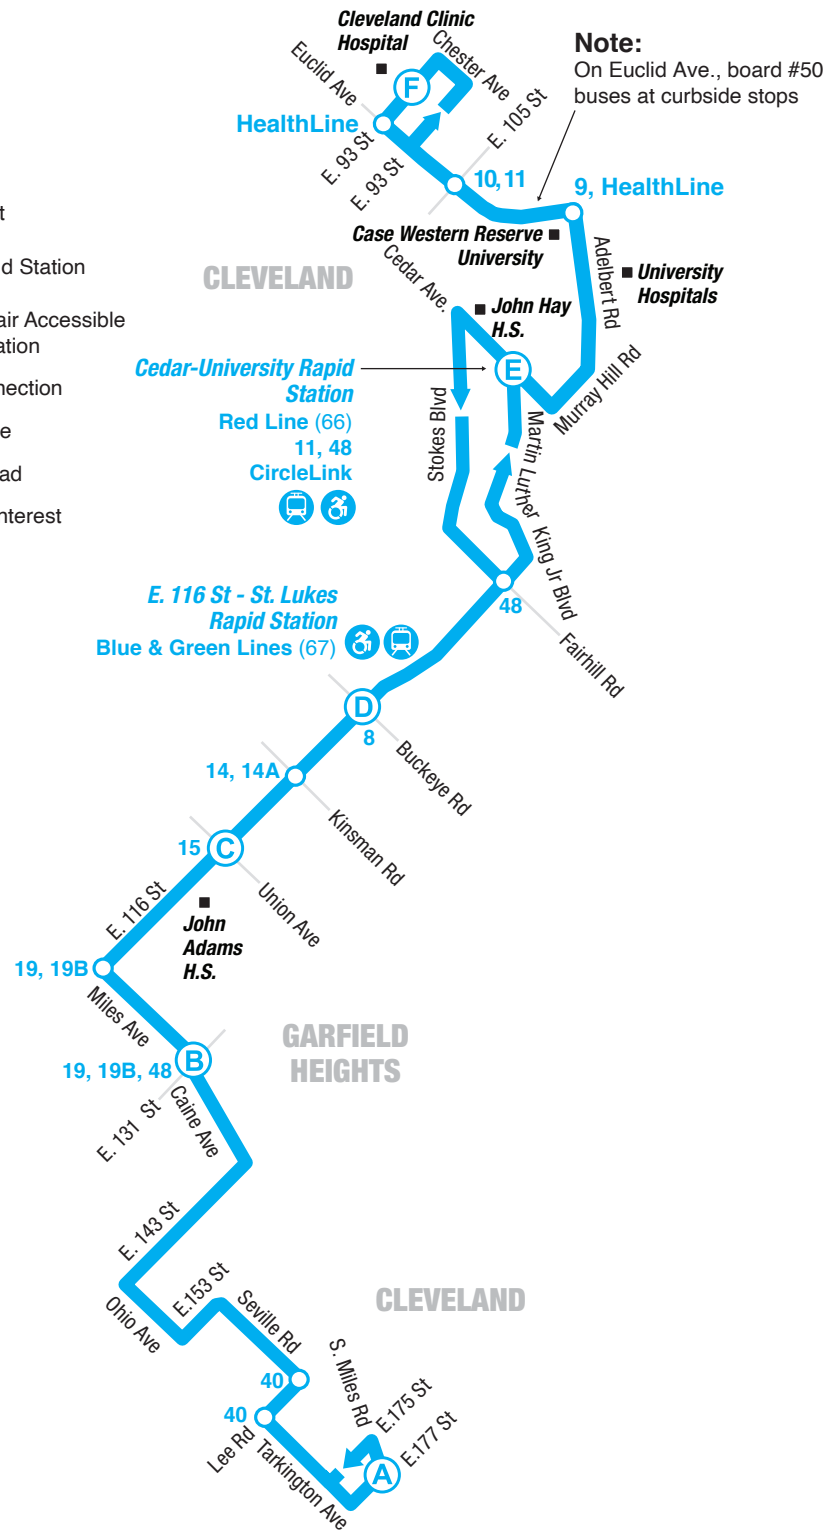 Cleveland Clinic
Hospital
Chester Ave
Euclid Ave
F
Note:
On Euclid Ave., board #50
buses at curbside stops
HealthLine
E. 93 St
E. 93 St
E. 105 St
10, 11
9, HealthLine
Case Western Reserve
University
Adelbert Rd
University
Hospitals
t
d Station
air Accessible
ation
nection
e
ad
nterest
CLEVELAND
Cedar Ave.
John Hay
H.S.
E
Murray Hill Rd
Cedar-University Rapid
Station
Red Line (66)
11, 48
CircleLink
Stokes Blvd
Martin Luther King Jr Blvd
48
Fairhill Rd
E. 116 St - St. Lukes
Rapid Station
Blue & Green Lines (67)
D
8
Buckeye Rd
14, 14A
Kinsman Rd
15
C
Union Ave
E. 116 St
John
Adams
H.S.
19, 19B
Miles Ave
GARFIELD
HEIGHTS
19, 19B, 48
B
E. 131 St
Caine Ave
E. 143 St
Ohio Ave
E.153 St
Seville Rd
CLEVELAND
40
40
Lee Rd
S. Miles Rd
E.175 St
E.177 St
A
Tarkington Ave